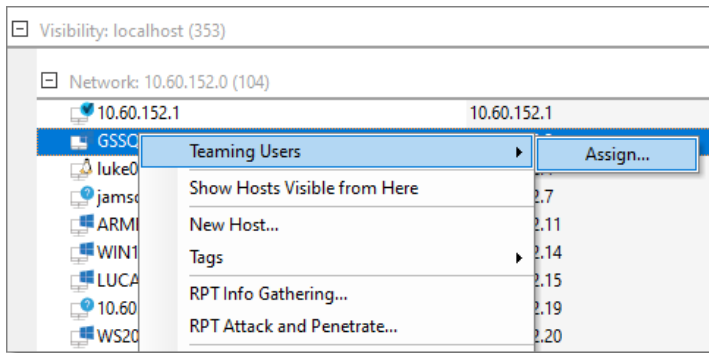 Visibility: localhost (353)
Network: 10.60.152.0 (104)
10.60.152.1 10.60.152.1
GSSQ
Teaming Users
Assign...
luke0
Show Hosts Visible from Here
jamsc 2.7
New Host...
ARMI 2.11
WIN1 2.14
Tags
LUCA 2.15
RPT Info Gathering...
10.60 2.19
RPT Attack and Penetrate...
WS20 2.20